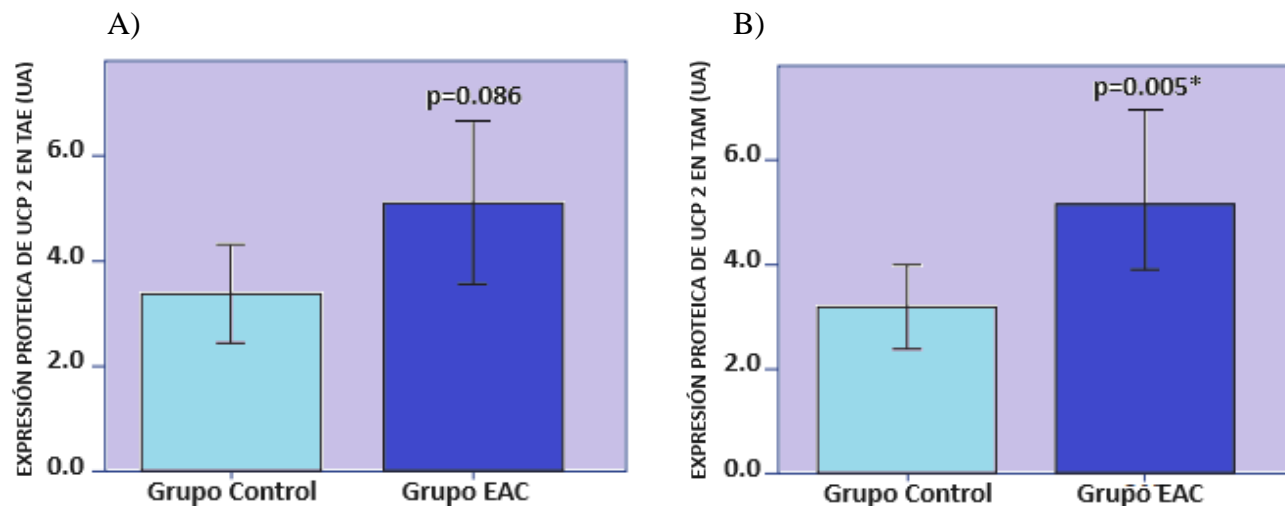 A)
EXPRESIÓN PROTEICA DE UCP 2 EN TAE (UA)
p=0.086
6.0
4.0
2.0
0.0
Grupo Control
Grupo EAC
B)
EXPRESIÓN PROTEICA DE UCP 2 EN TAM (UA)
p=0.005*
6.0
4.0
2.0
0.0
Grupo Control
Grupo EAC